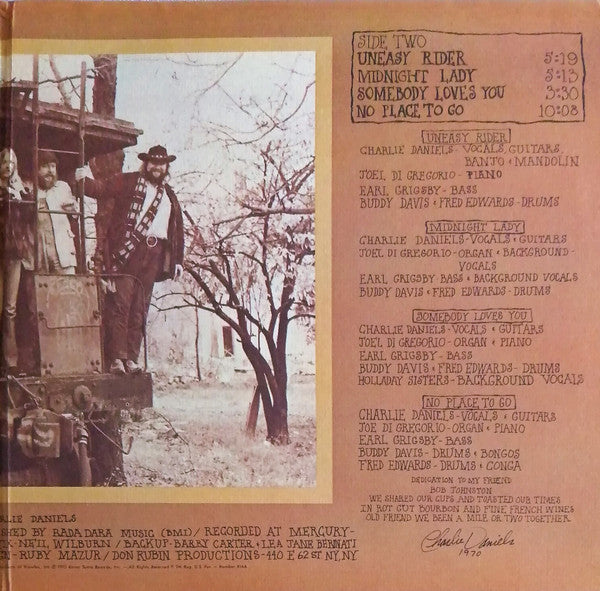 SIDE TWO
UNEASY RIDER 5:19
MIDNIGHT LADY 5:13
SOMEBODY LOVES YOU 3:30
NO PLACE TO GO 10:08
UNEASY RIDER
CHARLIE DANIELS - VOCALS, GUITARS,
BANJO & MANDOLIN
JOEL DI GREGORIO - PIANO
EARL GRIGSBY - BASS
BUDDY DAVIS & FRED EDWARDS - DRUMS
MIDNIGHT LADY
CHARLIE DANIELS - VOCALS & GUITARS
JOEL DI GREGORIO - ORGAN & BACKGROUND -
VOCALS
EARL GRIGSBY BASS & BACKGROUND VOCALS
BUDDY DAVIS & FRED EDWARDS - DRUMS
SOMEBODY LOVES YOU
CHARLIE DANIELS - VOCALS & GUITARS
JOEL DI GREGORIO - ORGAN & PIANO
EARL GRIGSBY - BASS
BUDDY DAVIS & FRED EDWARDS - DRUMS
HOLLADAY SISTERS - BACKGROUND VOCALS
NO PLACE TO GO
CHARLIE DANIELS - VOCALS & GUITARS
JOE DI GREGORIO - ORGAN & PIANO
EARL GRIGSBY - BASS
BUDDY DAVIS - DRUMS & BONGOS
FRED EDWARDS - DRUMS & CONGA
DEDICATION TO MY FRIEND
BOB JOHNSTON
WE SHARED OUR CUPS AND TOASTED OUR TIMES
IN ROT GUT BOURBON AND FINE FRENCH WINES
OLD FRIEND WE BEEN A MILE OR TWO TOGETHER.
Charlie Daniels
1970
RLIE DANIELS
SHED BY RADA DARA MUSIC (BMI) / RECORDED AT MERCURY-
NEIL WILBURN / BACKUP - BARRY CARTER & LEA JANE BERINATI
- RUBY MAZUR / DON RUBIN PRODUCTIONS - 440 E 62 ST NY, NY